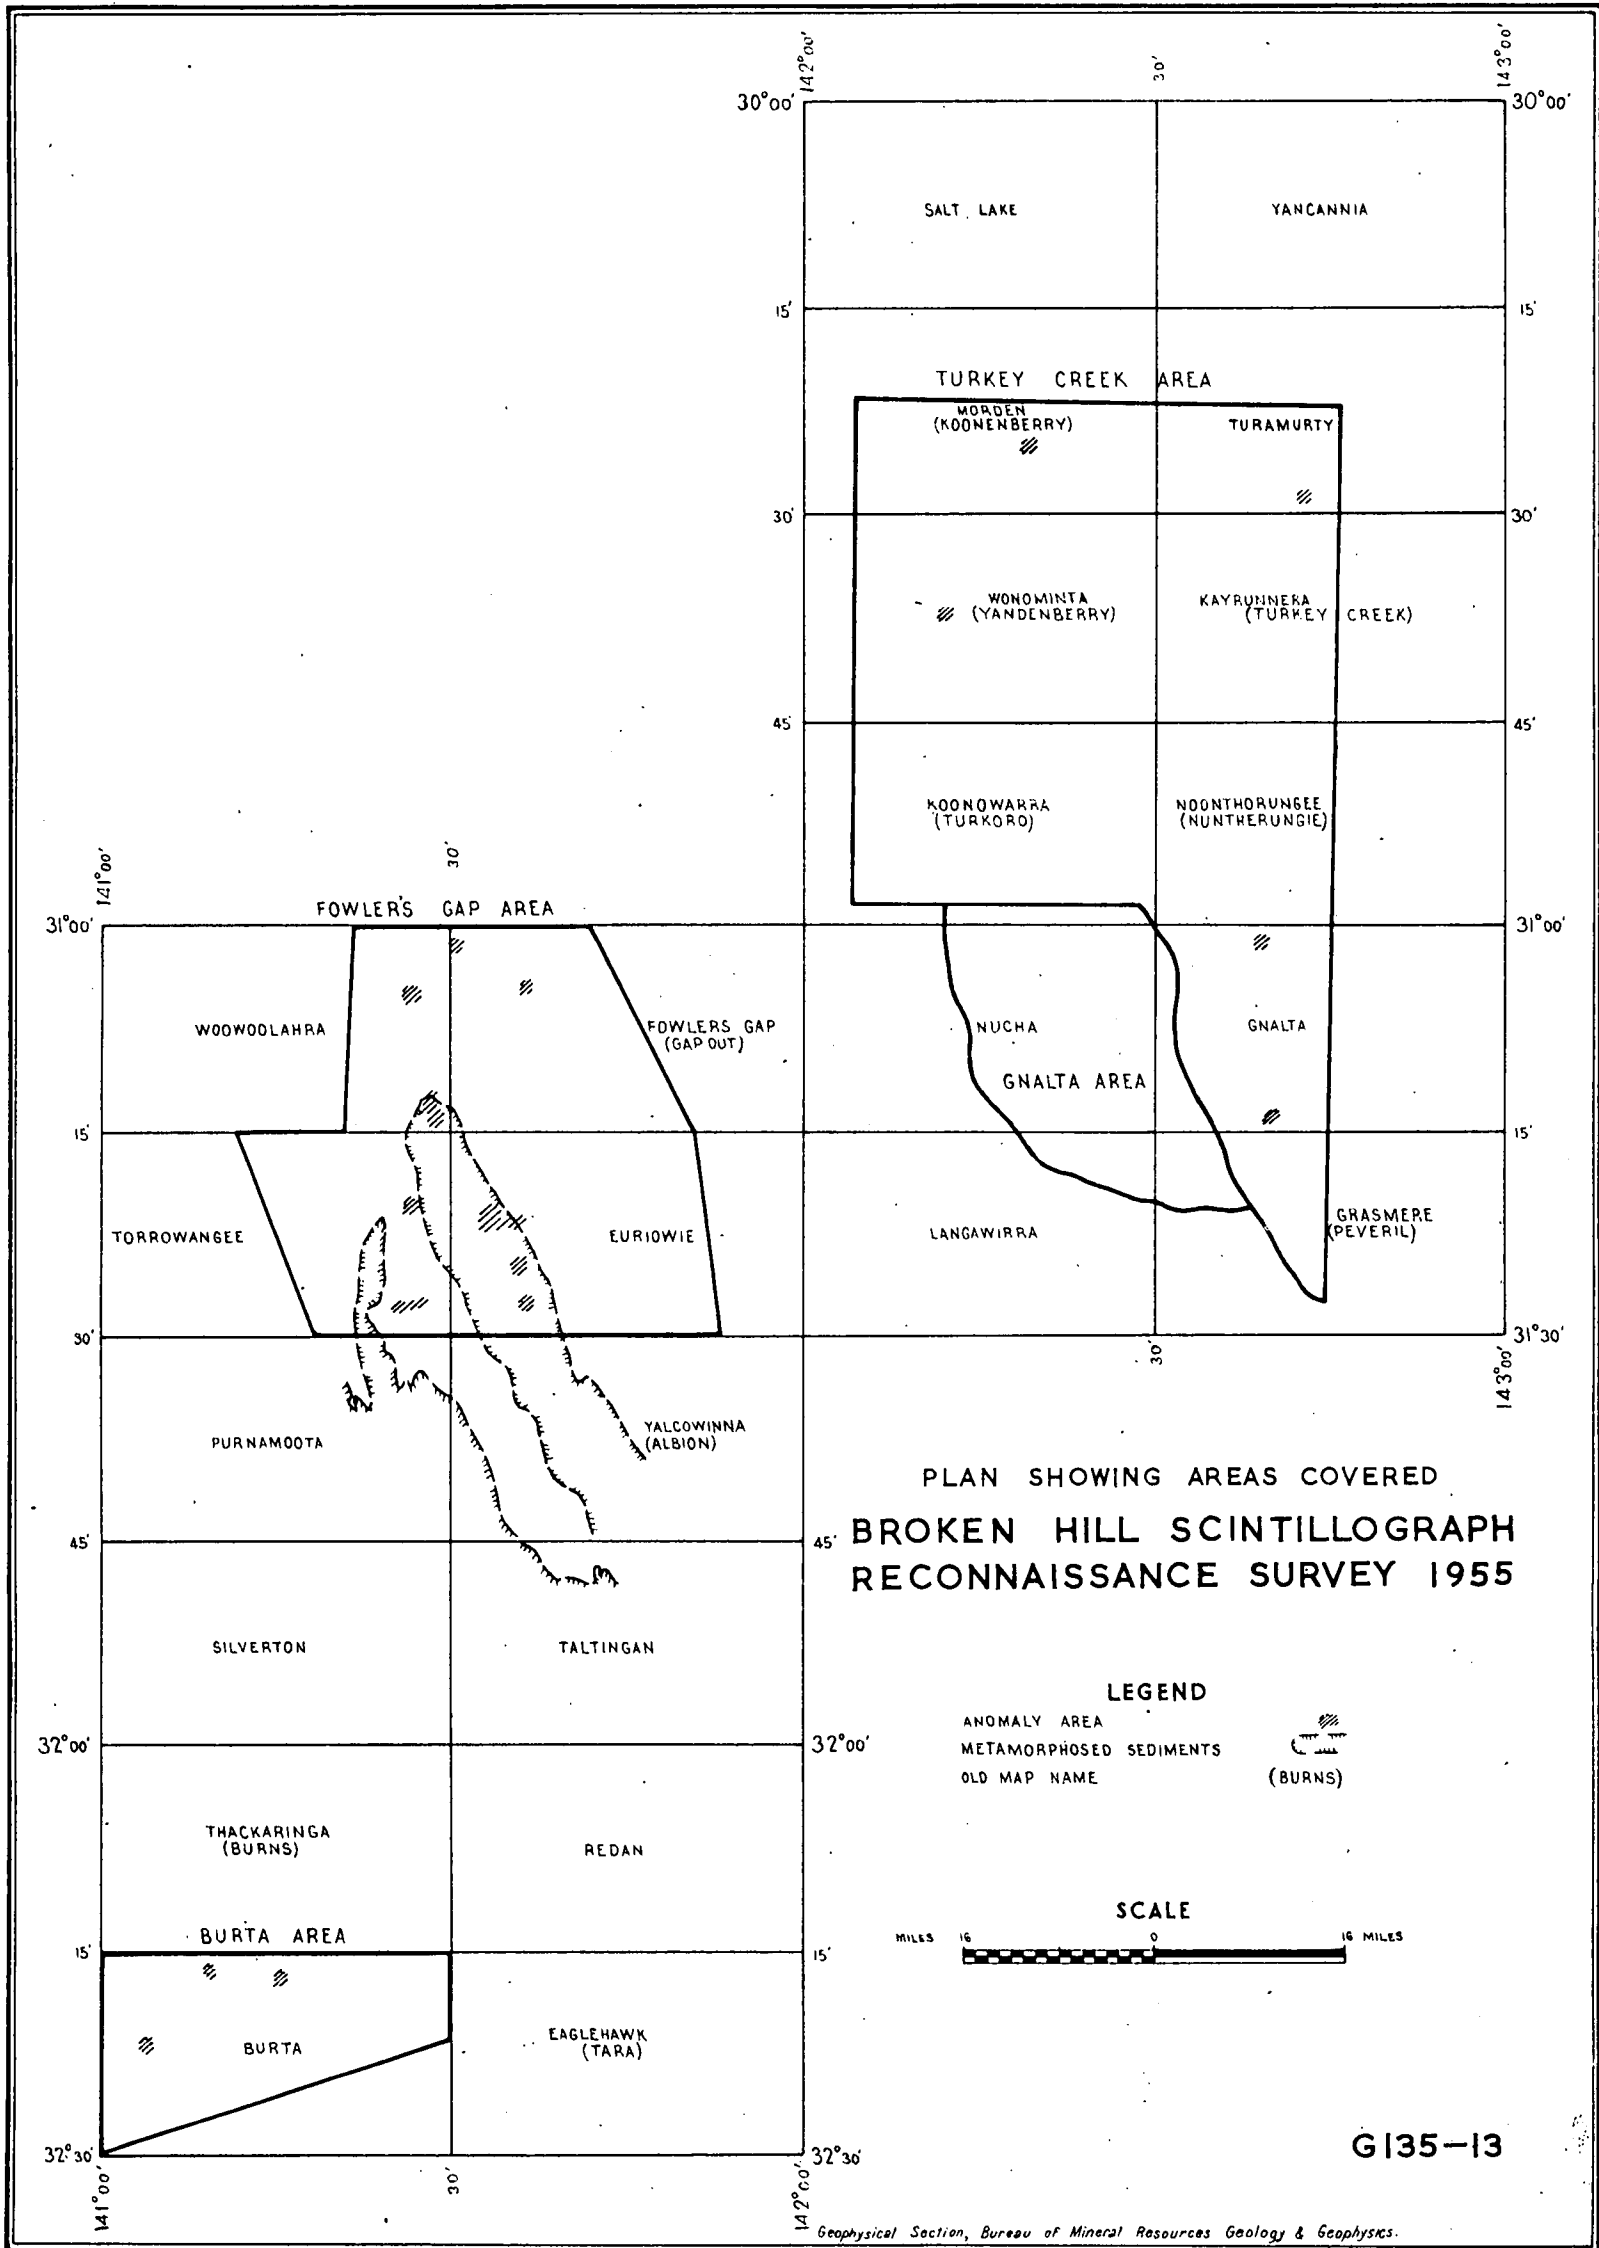 142°00'
30'
143°00'
30°00'
30°00'
SALT LAKE
YANCANNIA
15'
15'
TURKEY CREEK AREA
MORDEN
(KOONENBERRY)
TURAMURTY
30'
30'
WONOMINTA
(YANDENBERRY)
KAYRUNNERA
(TURKEY CREEK)
45'
45'
KOONOWARRA
(TURKORO)
NOONTHORUNGEE
(NUNTHERUNGIE)
141°00'
30'
FOWLER'S GAP AREA
31°00'
31°00'
WOOWOOLAHRA
FOWLERS GAP
(GAP OUT)
NUCHA
GNALTA
GNALTA AREA
15'
15'
TORROWANGEE
EURIOWIE
LANGAWIRRA
GRASMERE
(PEVERIL)
30'
31°30'
30'
143°00'
PURNAMOOTA
YALCOWINNA
(ALBION)
PLAN SHOWING AREAS COVERED
BROKEN HILL SCINTILLOGRAPH
RECONNAISSANCE SURVEY 1955
45'
45'
SILVERTON
TALTINGAN
LEGEND
ANOMALY AREA
METAMORPHOSED SEDIMENTS
OLD MAP NAME (BURNS)
32°00'
32°00'
THACKARINGA
(BURNS)
REDAN
SCALE
MILES 16 0 16 MILES
BURTA AREA
15'
15'
BURTA
EAGLEHAWK
(TARA)
32°30'
32°30'
141°00'
30'
142°00'
G135-13
Geophysical Section, Bureau of Mineral Resources Geology & Geophysics.